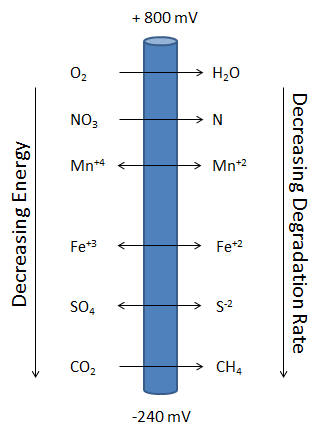 + 800 mV
O₂ H₂O
NO₃ N
Mn⁺⁴ Mn⁺²
Fe⁺³ Fe⁺²
SO₄ S⁻²
CO₂ CH₄
-240 mV
Decreasing Energy
Decreasing Degradation Rate